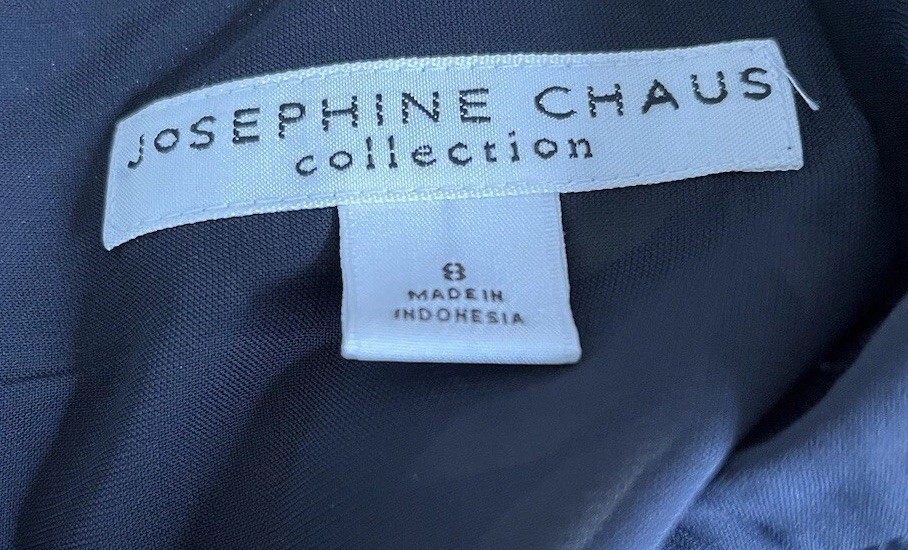 JOSEPHINE CHAUS
collection
8
MADE IN
INDONESIA